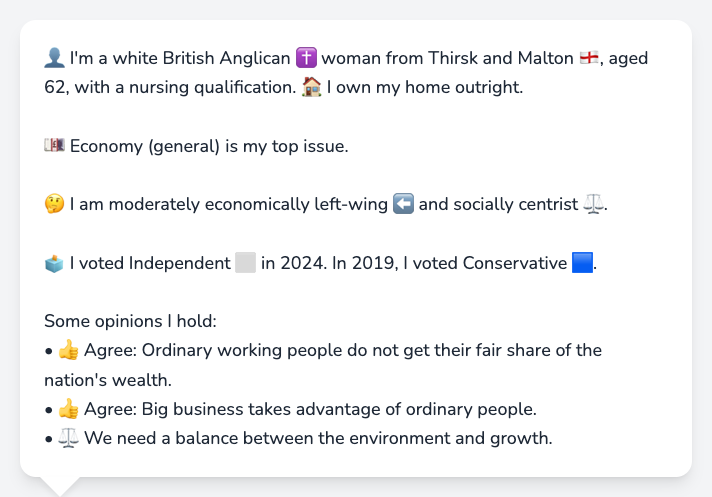 👤 I'm a white British Anglican ✝️ woman from Thirsk and Malton 🏴󠁧󠁢󠁥󠁮󠁧󠁿, aged
62, with a nursing qualification. 🏠 I own my home outright.
💷 Economy (general) is my top issue.
🤔 I am moderately economically left-wing ⬅️ and socially centrist ⚖️.
🗳️ I voted Independent ⬜ in 2024. In 2019, I voted Conservative 🟦.
Some opinions I hold:
• 👍 Agree: Ordinary working people do not get their fair share of the
nation's wealth.
• 👍 Agree: Big business takes advantage of ordinary people.
• ⚖️ We need a balance between the environment and growth.